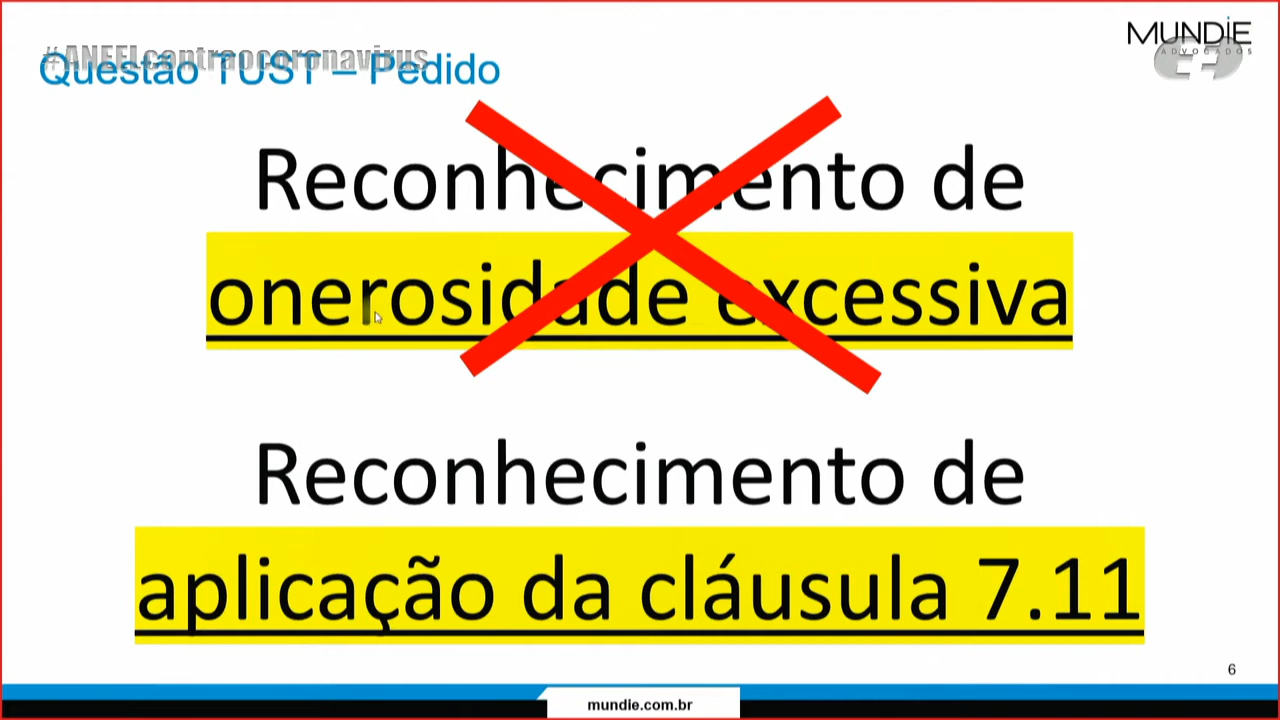 #ANEELcontraocoronavirus
Questão TUST – Pedido
MUNDiE
ADVOGADOS
Reconhecimento de
onerosidade excessiva
Reconhecimento de
aplicação da cláusula 7.11
6
mundie.com.br